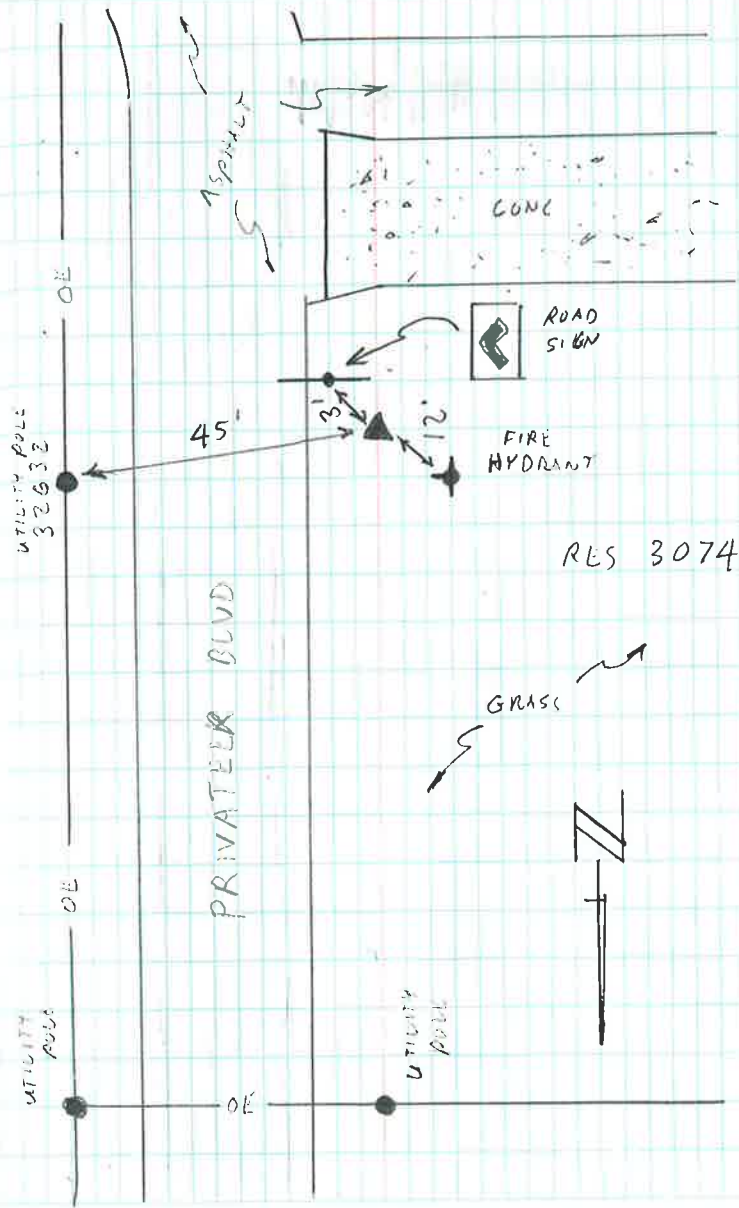 ASPHALT
CONC
OE
ROAD
SIGN
3'
45'
12'
FIRE
HYDRANT
UTILITY POLE
32632
RES 3074
PRIVATEER BLVD
GRASS
N
OE
UTILITY
POLE
UTILITY
POLE
OE